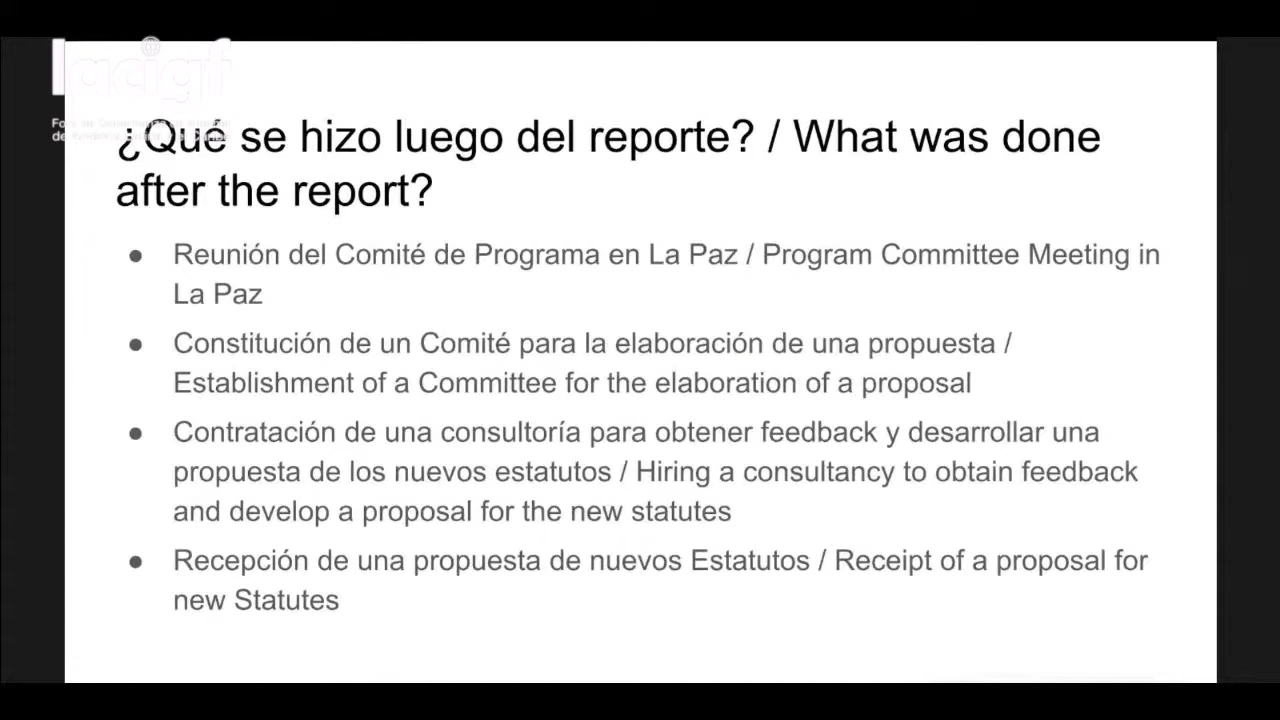 lacigf
¿Qué se hizo luego del reporte? / What was done
after the report?
● Reunión del Comité de Programa en La Paz / Program Committee Meeting in
La Paz
● Constitución de un Comité para la elaboración de una propuesta /
Establishment of a Committee for the elaboration of a proposal
● Contratación de una consultoría para obtener feedback y desarrollar una
propuesta de los nuevos estatutos / Hiring a consultancy to obtain feedback
and develop a proposal for the new statutes
● Recepción de una propuesta de nuevos Estatutos / Receipt of a proposal for
new Statutes